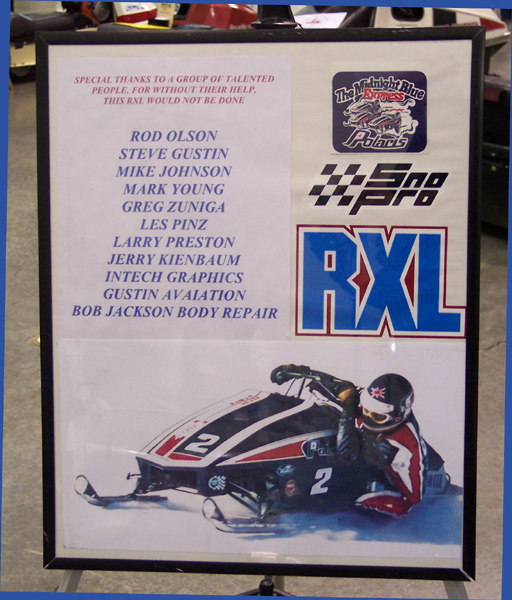 SPECIAL THANKS TO A GROUP OF TALENTED
PEOPLE, FOR WITHOUT THEIR HELP,
THIS RXL WOULD NOT BE DONE
ROD OLSON
STEVE GUSTIN
MIKE JOHNSON
MARK YOUNG
GREG ZUNIGA
LES PINZ
LARRY PRESTON
JERRY KIENBAUM
INTECH GRAPHICS
GUSTIN AVAIATION
BOB JACKSON BODY REPAIR
The Midnight Blue
Express
Polaris
Sno
Pro
RXL
2
2